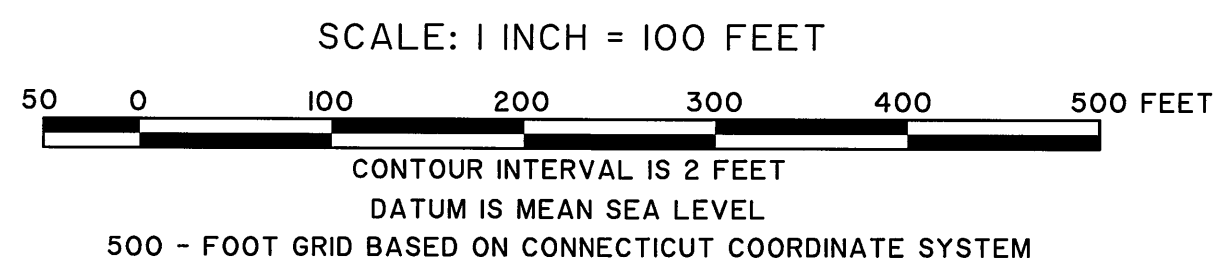 SCALE: 1 INCH = 100 FEET
50 0 100 200 300 400 500 FEET
CONTOUR INTERVAL IS 2 FEET
DATUM IS MEAN SEA LEVEL
500 - FOOT GRID BASED ON CONNECTICUT COORDINATE SYSTEM